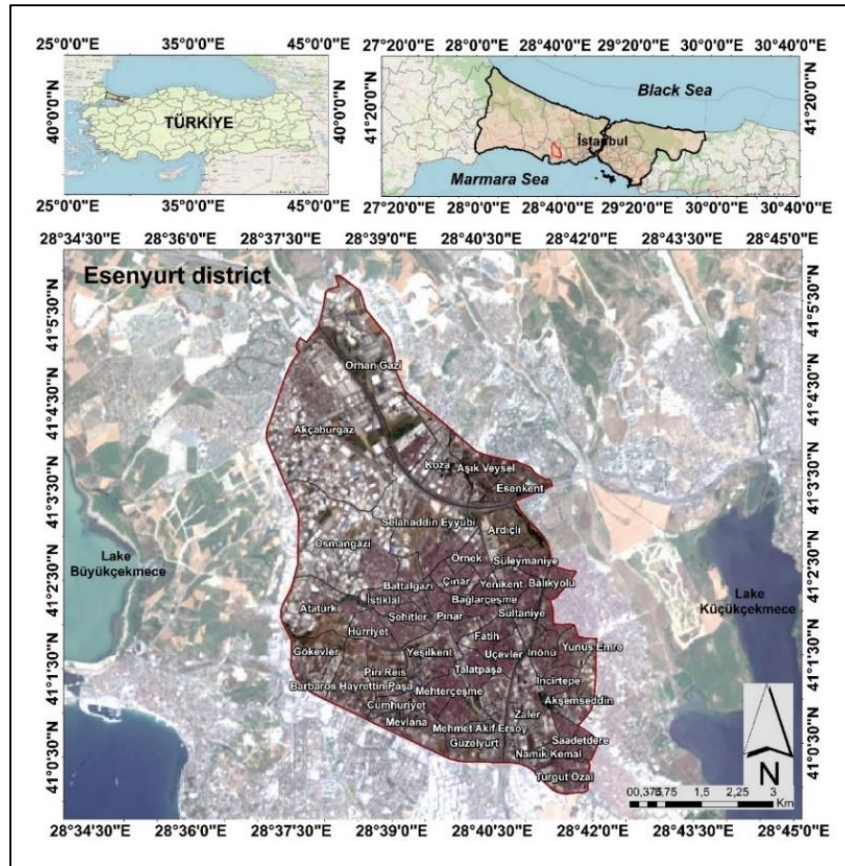 25°0'0"E 35°0'0"E 45°0'0"E
40°0'0"N
TÜRKİYE
40°0'0"N
25°0'0"E 35°0'0"E 45°0'0"E
27°20'0"E 28°0'0"E 28°40'0"E 29°20'0"E 30°0'0"E 30°40'0"E
41°20'0"N
Black Sea
İstanbul
Marmara Sea
41°20'0"N
27°20'0"E 28°0'0"E 28°40'0"E 29°20'0"E 30°0'0"E 30°40'0"E
28°34'30"E 28°36'0"E 28°37'30"E 28°39'0"E 28°40'30"E 28°42'0"E 28°43'30"E 28°45'0"E
Esenyurt district
41°5'30"N 41°5'30"N
Orhan Gazi
41°4'30"N 41°4'30"N
Akçaburgaz
Koza Aşık Veysel
41°3'30"N 41°3'30"N
Esenkent
Selahaddin Eyyübi
Ardıçlı
Osmangazi
Lake
Büyükçekmece
Örnek Süleymaniye
41°2'30"N 41°2'30"N
Battalgazi Çınar Yenikent Balıkyolu
Lake
Küçükçekmece
İstiklal Bağlarçeşme
Atatürk Şehitler Pınar Sultaniye
Hürriyet Fatih
Gökevler Yeşilkent Üçevler İnönü Yunus Emre
41°1'30"N 41°1'30"N
Piri Reis Talatpaşa
Barbaros Hayrettin Paşa Mehterçeşme İncirtepe
Cumhuriyet Akşemseddin
Mevlana Zafer
Mehmet Akif Ersoy
Güzelyurt Saadetdere
41°0'30"N 41°0'30"N
Namık Kemal
Turgut Özal
N
00,3750,75 1,5 2,25 3
Km
28°34'30"E 28°36'0"E 28°37'30"E 28°39'0"E 28°40'30"E 28°42'0"E 28°43'30"E 28°45'0"E